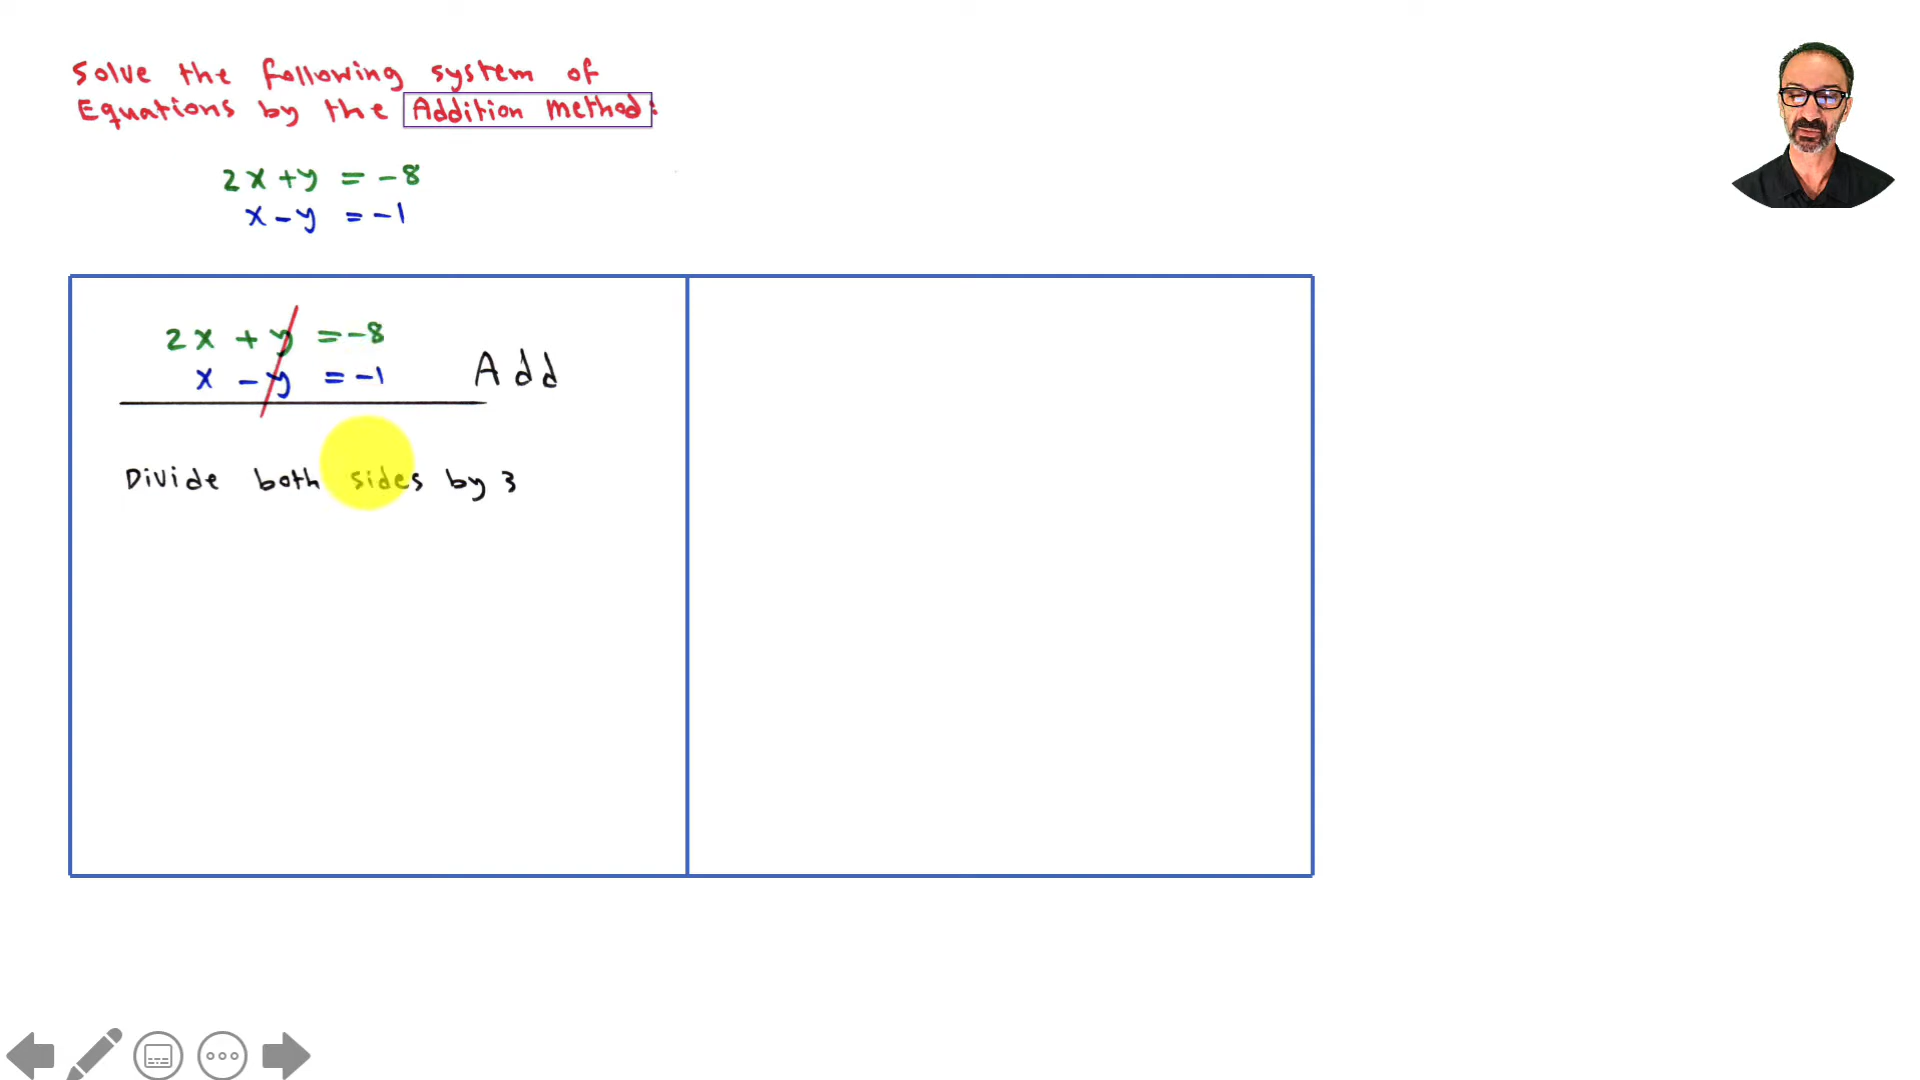 Solve the following system of
Equations by the Addition Method:
2x + y = -8
x - y = -1
2x + y = -8
x - y = -1
Add
Divide both sides by 3